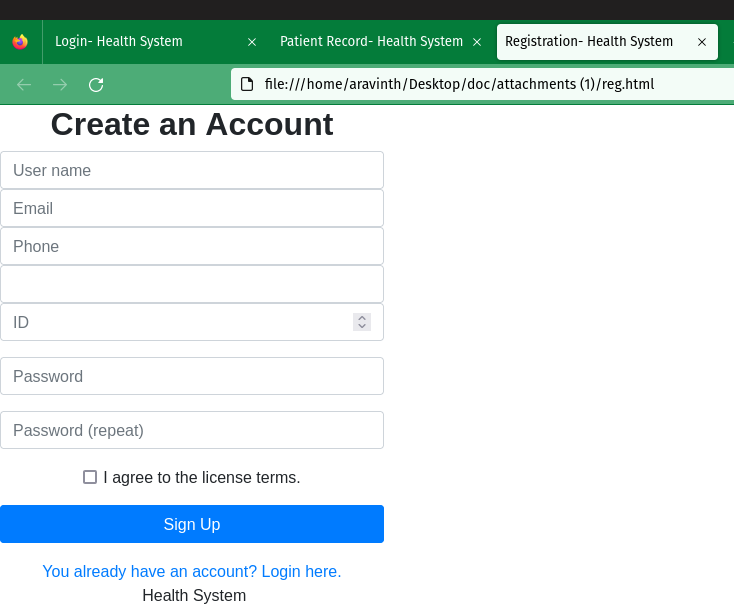 Login- Health System
Patient Record- Health System
Registration- Health System
file:///home/aravinth/Desktop/doc/attachments (1)/reg.html
Create an Account
User name
Email
Phone
ID
Password
Password (repeat)
I agree to the license terms.
Sign Up
You already have an account? Login here.
Health System